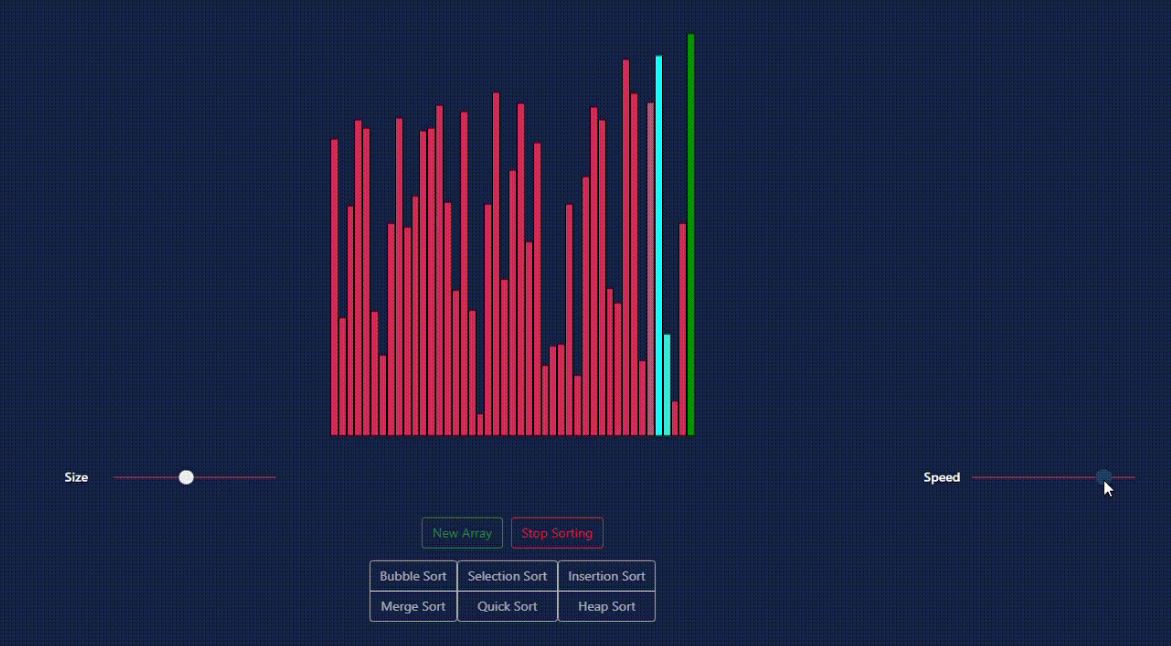 Size
Speed
New Array Stop Sorting
Bubble Sort Selection Sort Insertion Sort
Merge Sort Quick Sort Heap Sort